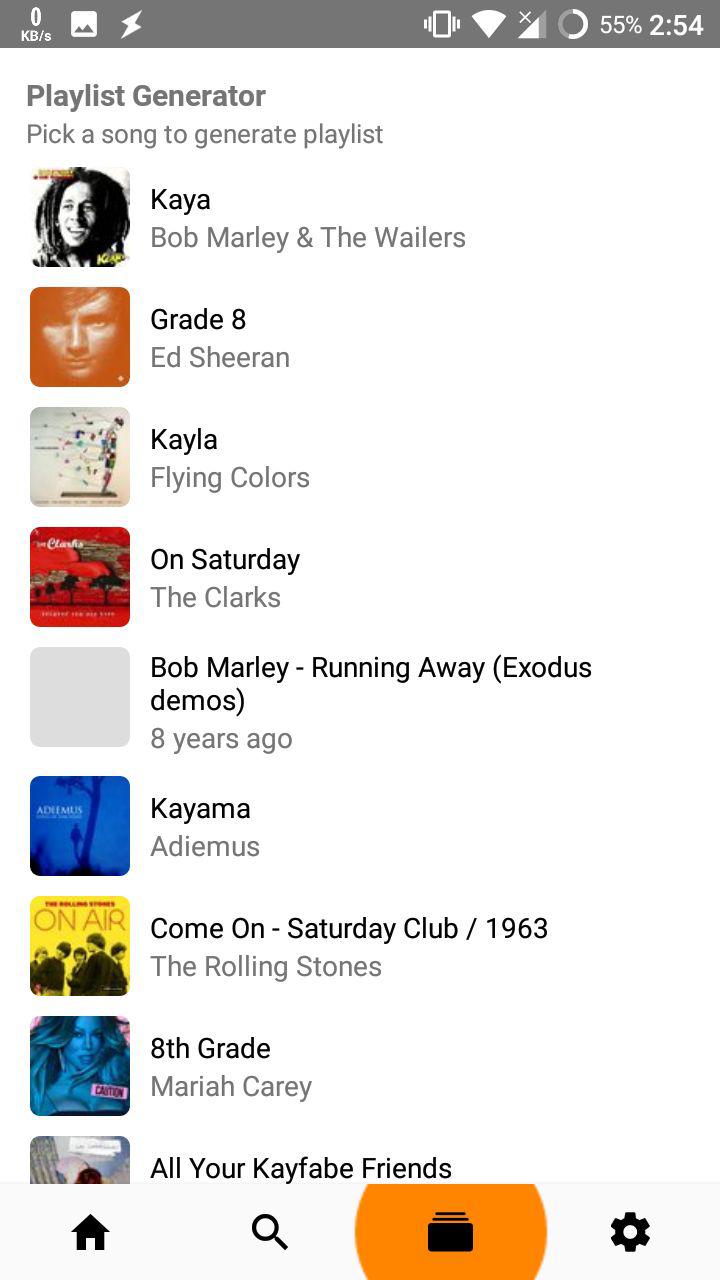 0
KB/s
55% 2:54
Playlist Generator
Pick a song to generate playlist
Kaya
Bob Marley & The Wailers
Grade 8
Ed Sheeran
Kayla
Flying Colors
THE Clarks
On Saturday
The Clarks
Bob Marley - Running Away (Exodus
demos)
8 years ago
ADIEMUS
Kayama
Adiemus
THE ROLLING STONES
ON AIR
Come On - Saturday Club / 1963
The Rolling Stones
CAUTION
8th Grade
Mariah Carey
All Your Kayfabe Friends